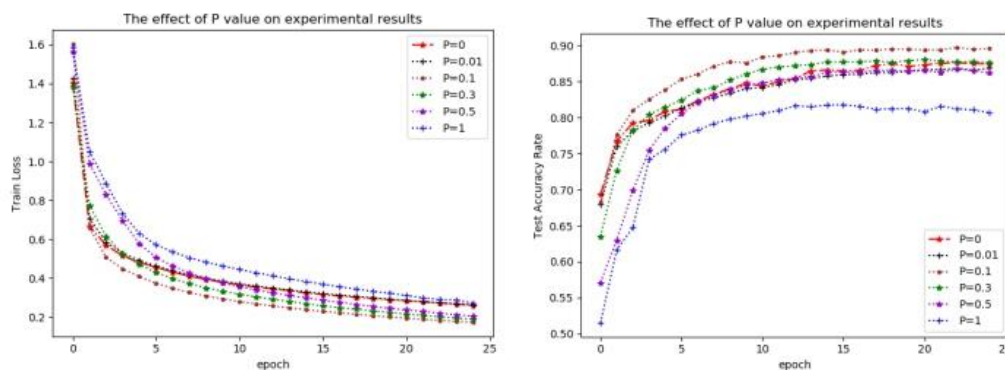 The effect of P value on experimental results
1.6
1.4
1.2
1.0
0.8
0.6
0.4
0.2
Train Loss
P=0
P=0.01
P=0.1
P=0.3
P=0.5
P=1
0
5
10
15
20
25
epoch
The effect of P value on experimental results
0.90
0.85
0.80
0.75
0.70
0.65
0.60
0.55
0.50
Test Accuracy Rate
P=0
P=0.01
P=0.1
P=0.3
P=0.5
P=1
0
5
10
15
20
epoch